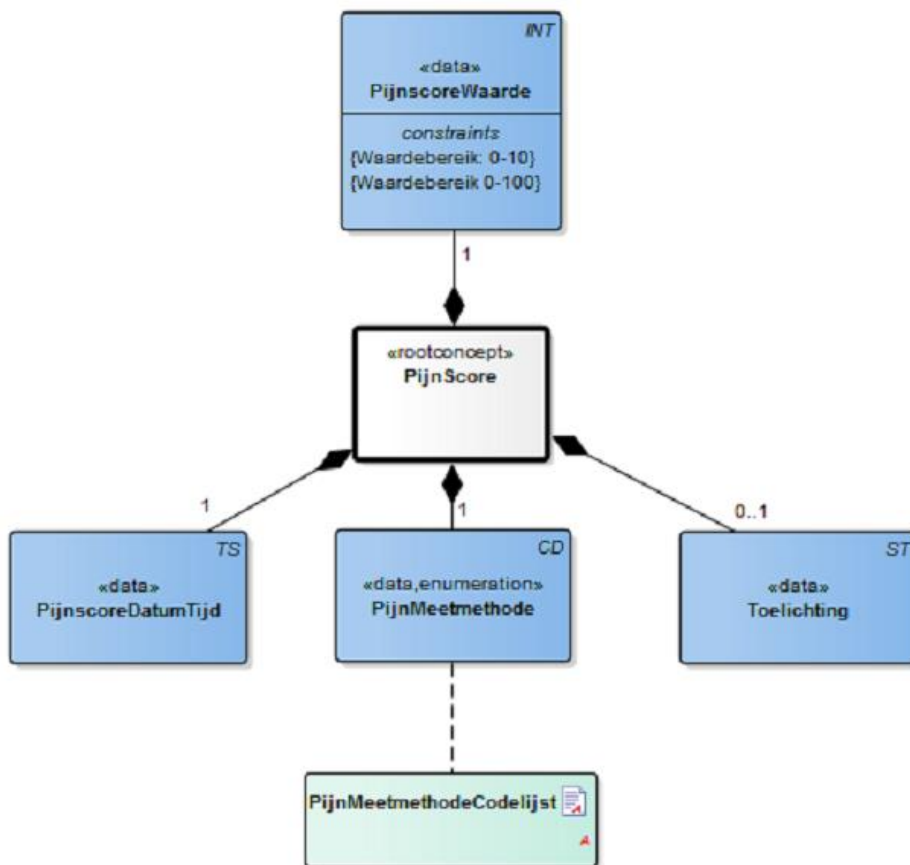 INT
«data»
PijnscoreWaarde
constraints
{Waardebereik: 0-10}
{Waardebereik 0-100}
1
«rootconcept»
PijnScore
1
1
0..1
TS
«data»
PijnscoreDatumTijd
CD
«data,enumeration»
PijnMeetmethode
ST
«data»
Toelichting
PijnMeetmethodeCodelijst
A